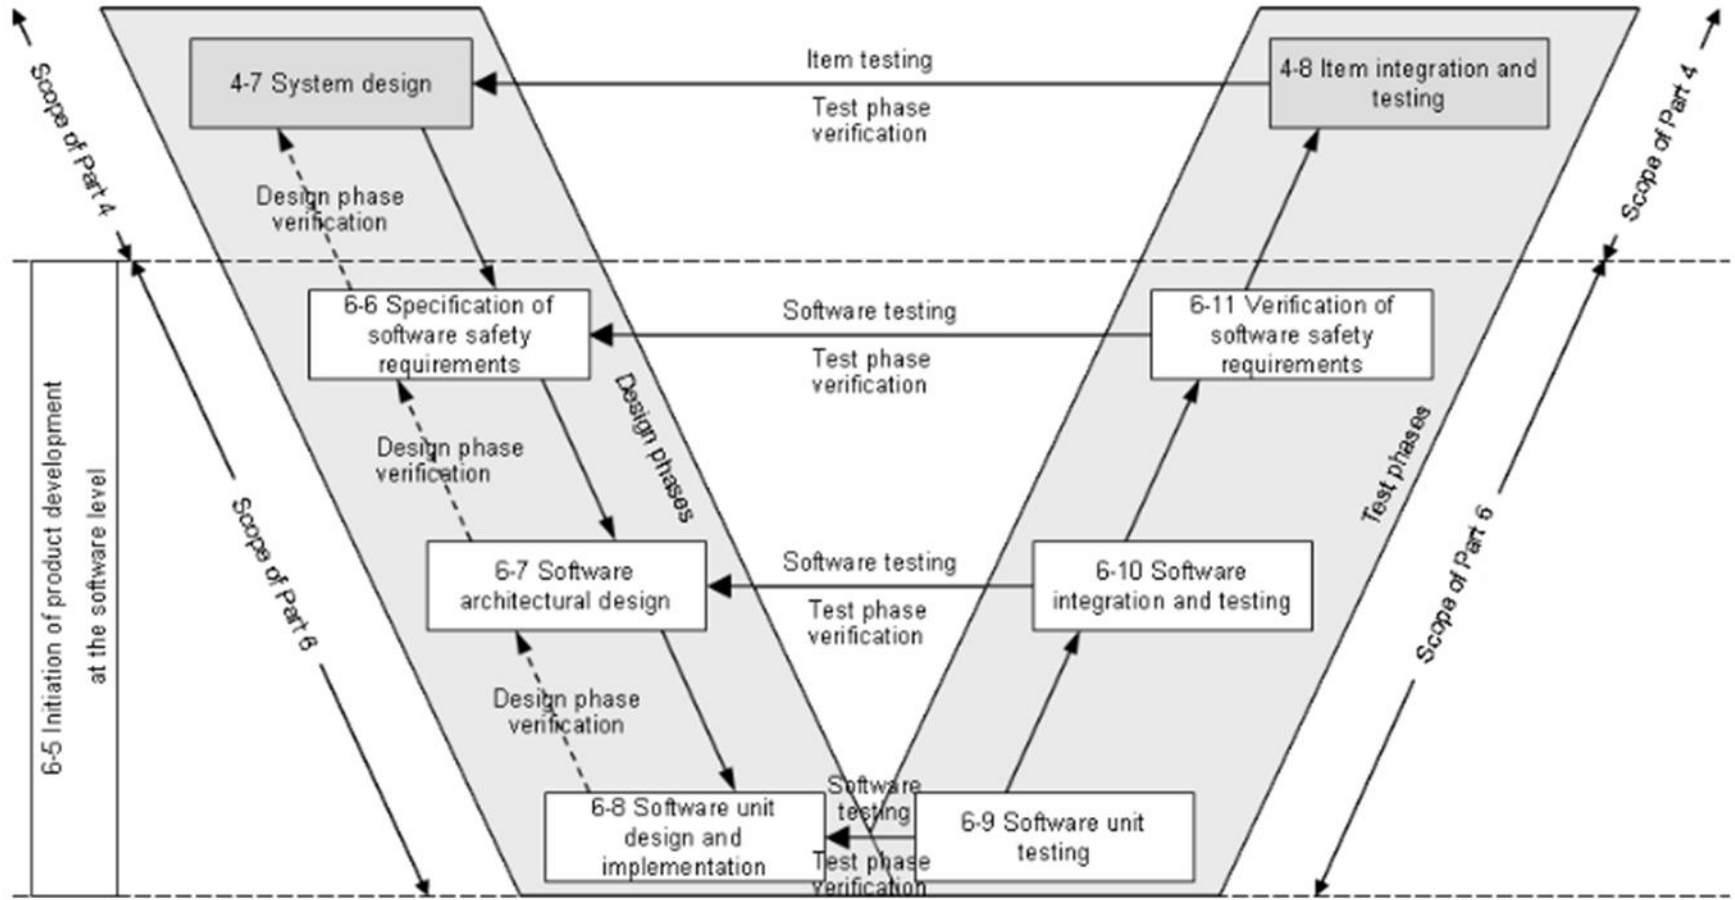 Item testing
4-7 System design
4-8 Item integration and
testing
Test phase
verification
Scope of Part 4
Scope of Part 4
Design phase
verification
6-6 Specification of
software safety
requirements
Software testing
6-11 Verification of
software safety
requirements
Test phase
verification
6-5 Initiation of product development
at the software level
Design phases
Test phases
Design phase
verification
Scope of Part 6
Scope of Part 6
6-7 Software
architectural design
Software testing
6-10 Software
integration and testing
Test phase
verification
Design phase
verification
Software
testing
6-8 Software unit
design and
implementation
6-9 Software unit
testing
Test phase
verification